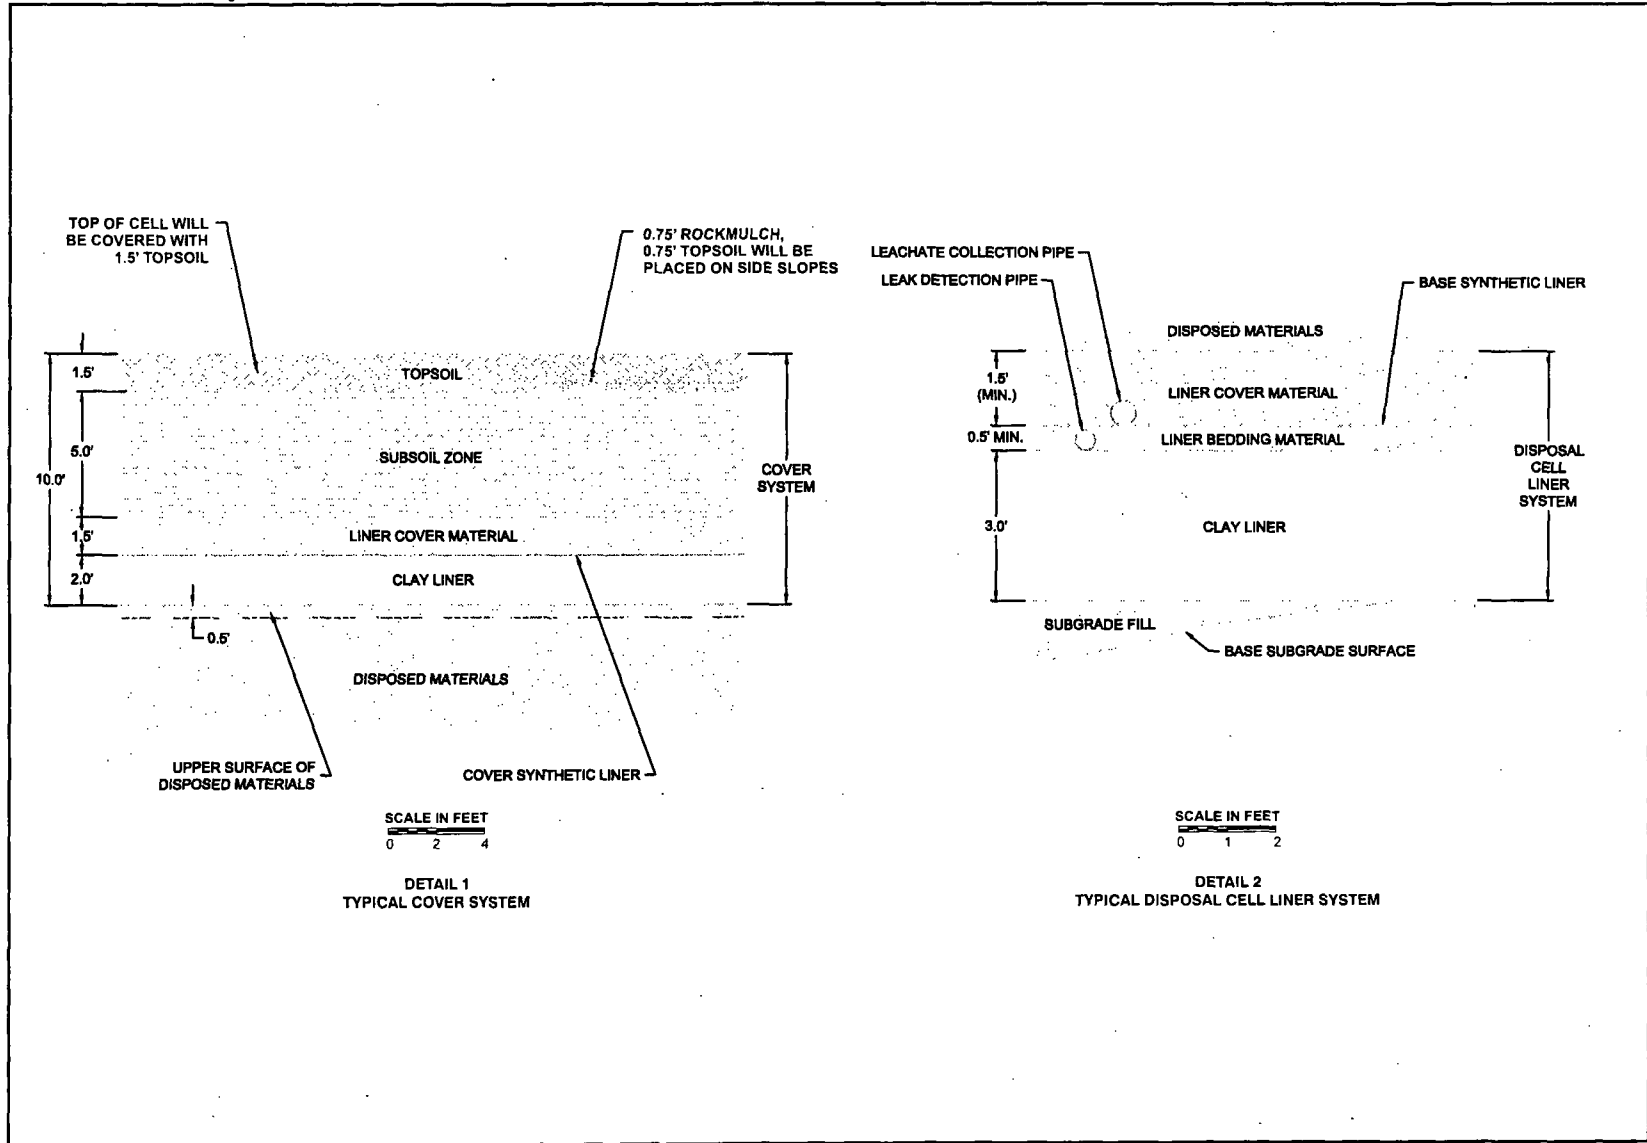 TOP OF CELL WILL
BE COVERED WITH
1.5' TOPSOIL
0.75' ROCKMULCH,
0.75' TOPSOIL WILL BE
PLACED ON SIDE SLOPES
1.5'
TOPSOIL
5.0'
SUBSOIL ZONE
10.0'
COVER
SYSTEM
1.5'
LINER COVER MATERIAL
2.0'
CLAY LINER
0.5'
DISPOSED MATERIALS
UPPER SURFACE OF
DISPOSED MATERIALS
COVER SYNTHETIC LINER
SCALE IN FEET
0 2 4
DETAIL 1
TYPICAL COVER SYSTEM
LEACHATE COLLECTION PIPE
LEAK DETECTION PIPE
BASE SYNTHETIC LINER
DISPOSED MATERIALS
1.5'
(MIN.)
LINER COVER MATERIAL
0.5' MIN.
LINER BEDDING MATERIAL
DISPOSAL
CELL
LINER
SYSTEM
3.0'
CLAY LINER
SUBGRADE FILL
BASE SUBGRADE SURFACE
SCALE IN FEET
0 1 2
DETAIL 2
TYPICAL DISPOSAL CELL LINER SYSTEM